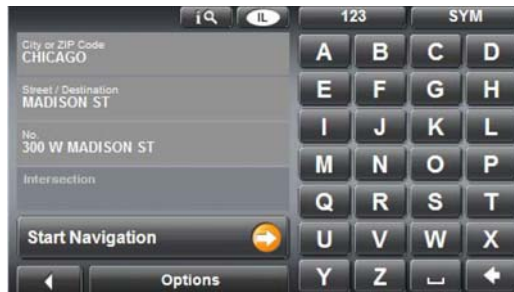 IL
City or ZIP Code
CHICAGO
Street / Destination
MADISON ST
No.
300 W MADISON ST
Intersection
Start Navigation
Options
123 SYM
A B C D
E F G H
I J K L
M N O P
Q R S T
U V W X
Y Z